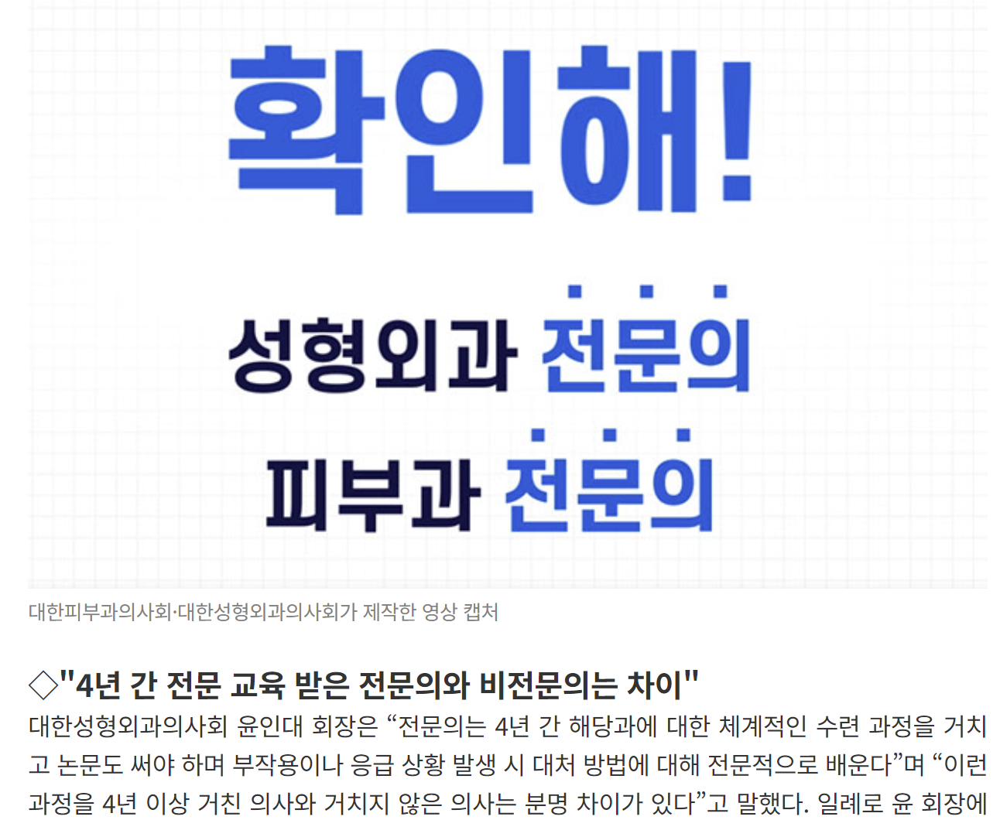 확인해!
성형외과 전문의
피부과 전문의
대한피부과의사회·대한성형외과의사회가 제작한 영상 캡처
◇"4년 간 전문 교육 받은 전문의와 비전문의는 차이"
대한성형외과의사회 윤인대 회장은 “전문의는 4년 간 해당과에 대한 체계적인 수련 과정을 거치
고 논문도 써야 하며 부작용이나 응급 상황 발생 시 대처 방법에 대해 전문적으로 배운다”며 “이런
과정을 4년 이상 거친 의사와 거치지 않은 의사는 분명 차이가 있다”고 말했다. 일례로 윤 회장에